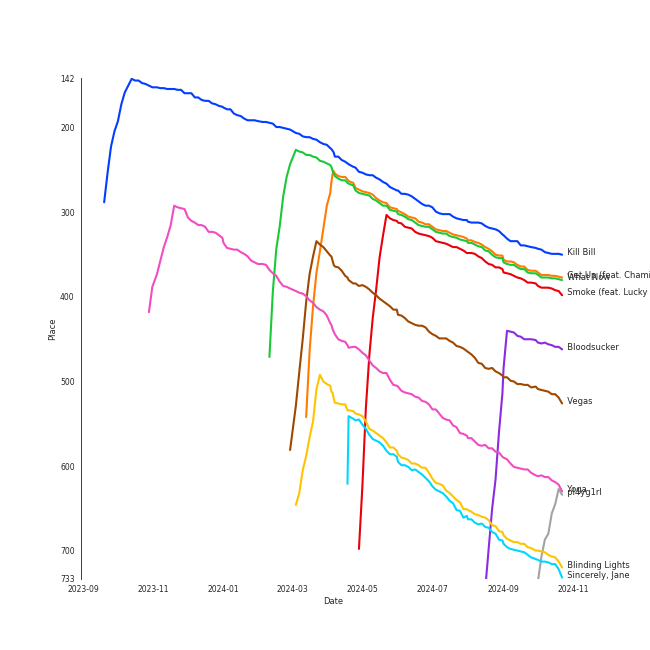 142
200
300
400
500
600
700
733
Place
2023-09
2023-11
2024-01
2024-03
2024-05
2024-07
2024-09
2024-11
Date
Kill Bill
Get Up (feat. Chami
What Now
Smoke (feat. Lucky
Bloodsucker
Vegas
Yoga
pl4yg1rl
Blinding Lights
Sincerely, Jane